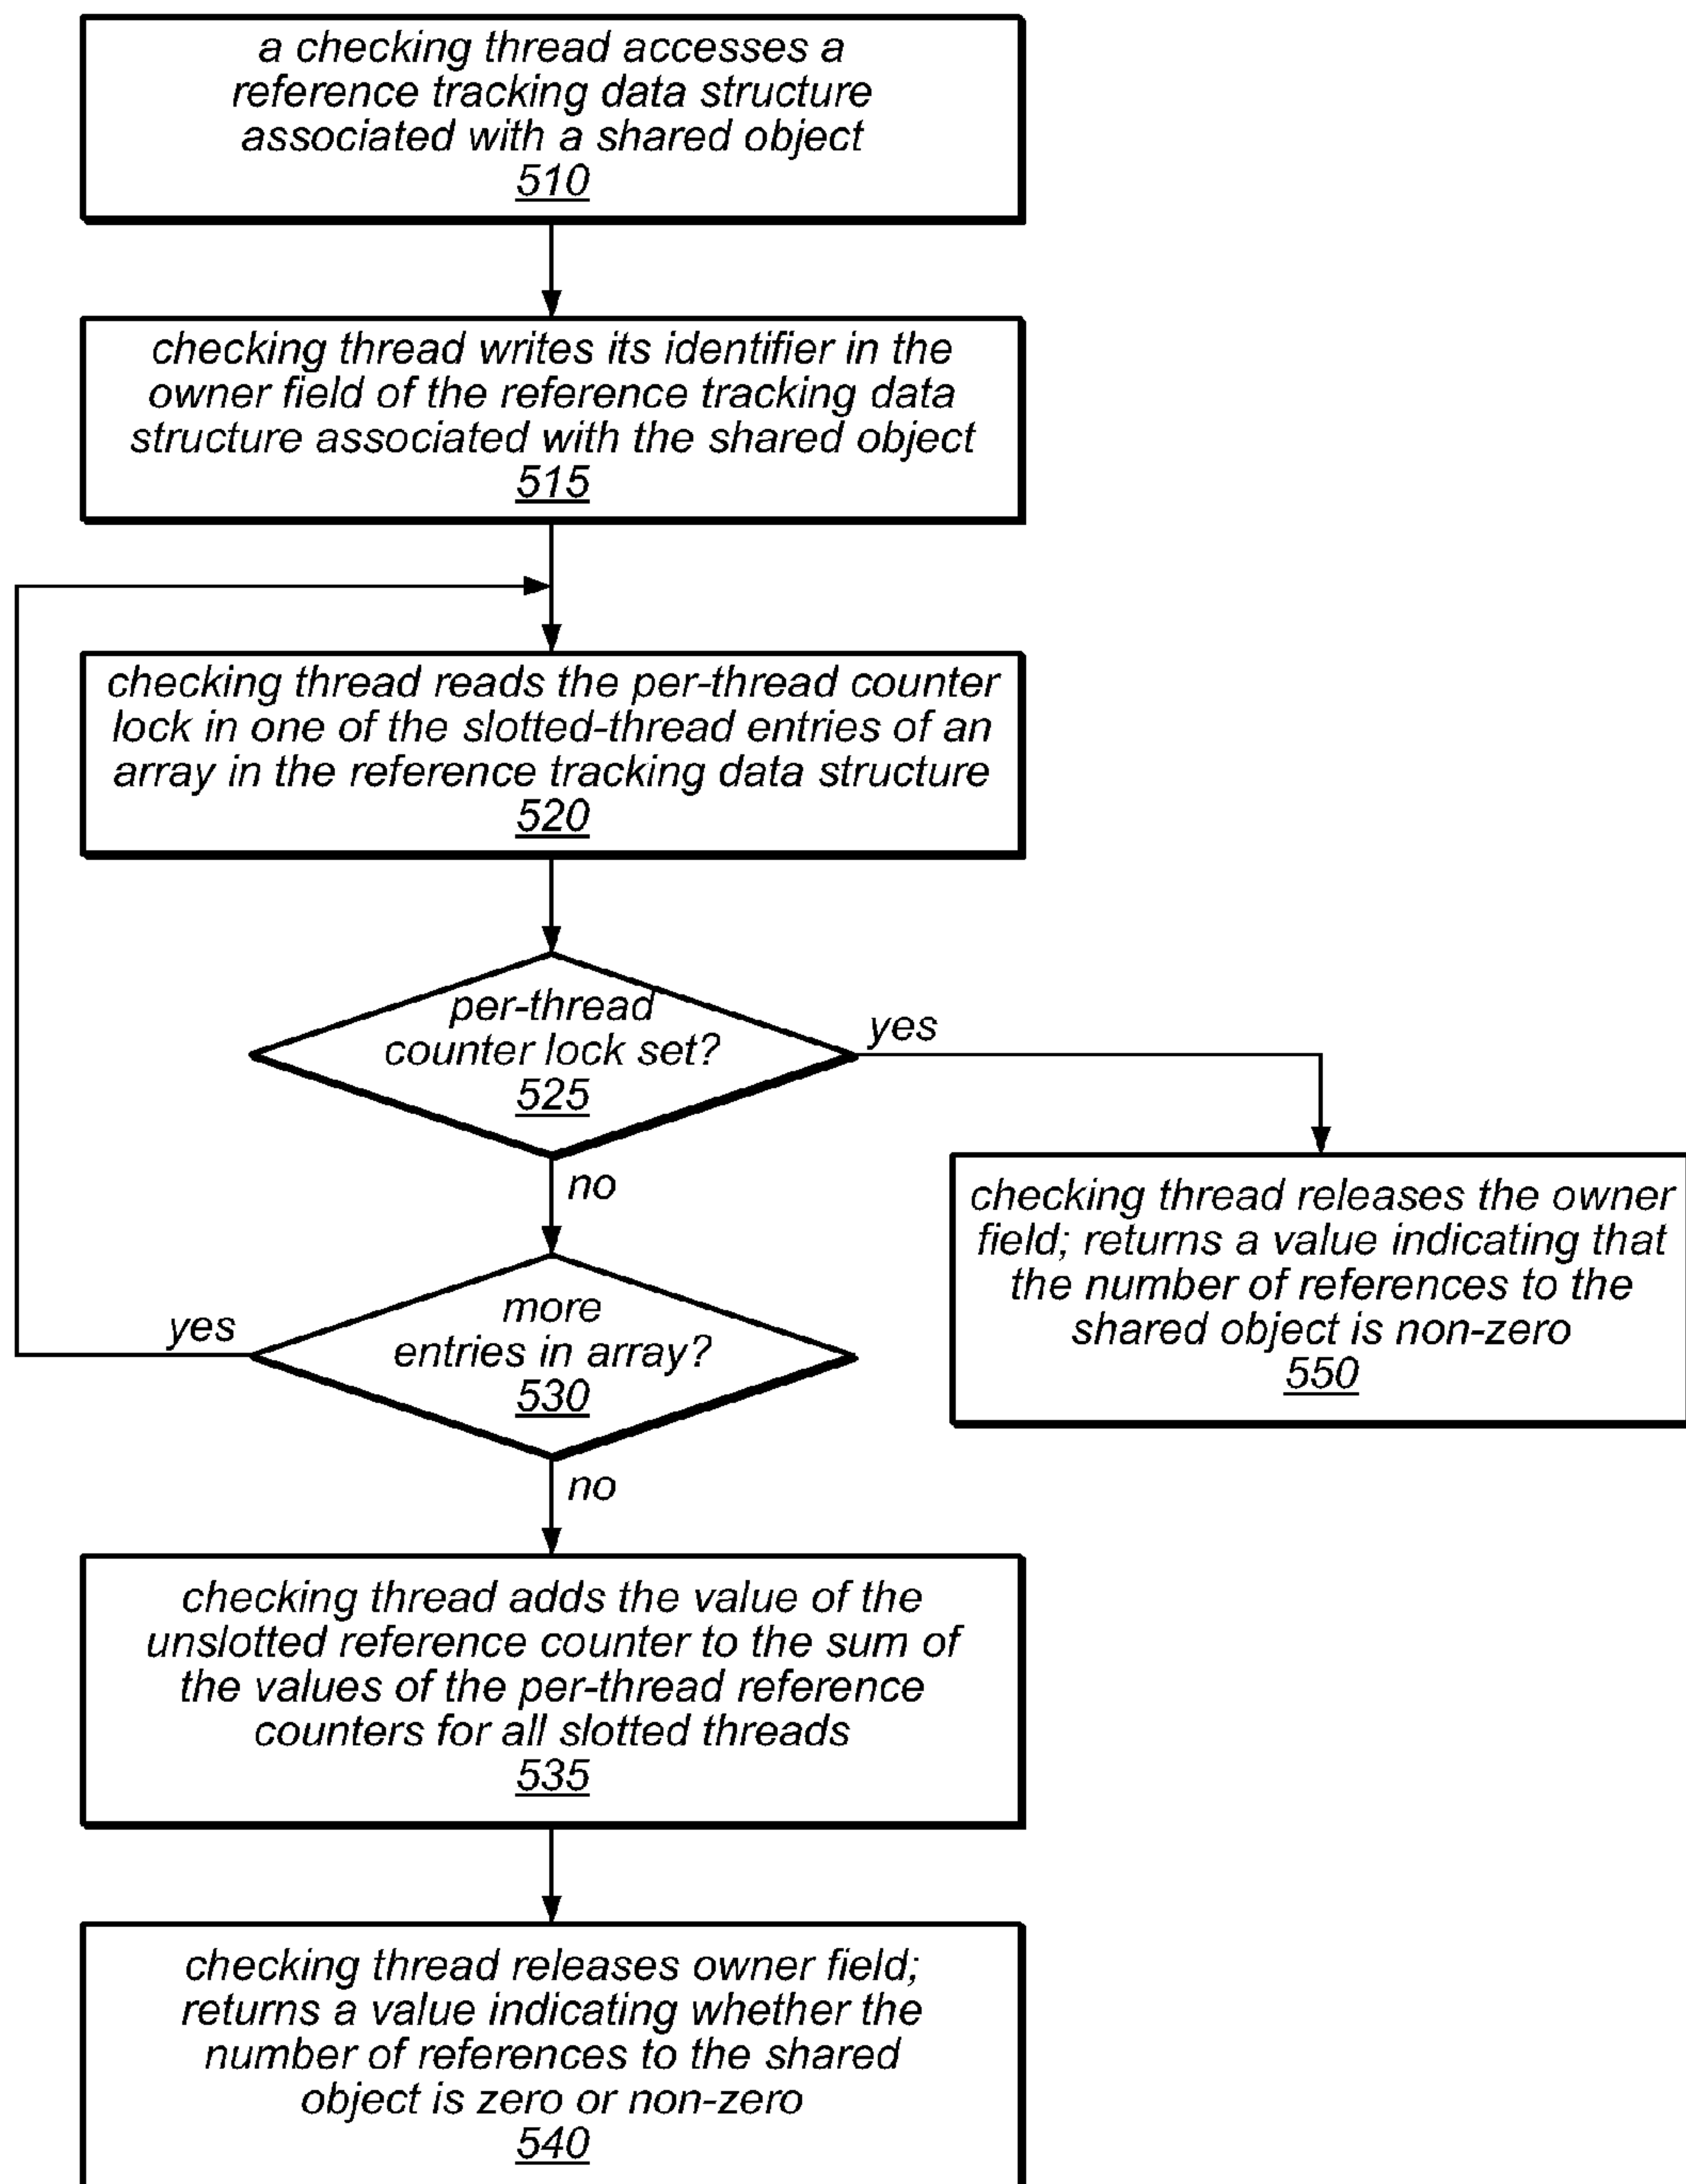 a checking thread accesses a
reference tracking data structure
associated with a shared object
510
checking thread writes its identifier in the
owner field of the reference tracking data
structure associated with the shared object
515
checking thread reads the per-thread counter
lock in one of the slotted-thread entries of an
array in the reference tracking data structure
520
per-thread
counter lock set?
525
yes
no
checking thread releases the owner
field; returns a value indicating that
the number of references to the
shared object is non-zero
550
more
entries in array?
530
yes
no
checking thread adds the value of the
unslotted reference counter to the sum of
the values of the per-thread reference
counters for all slotted threads
535
checking thread releases owner field;
returns a value indicating whether the
number of references to the shared
object is zero or non-zero
540